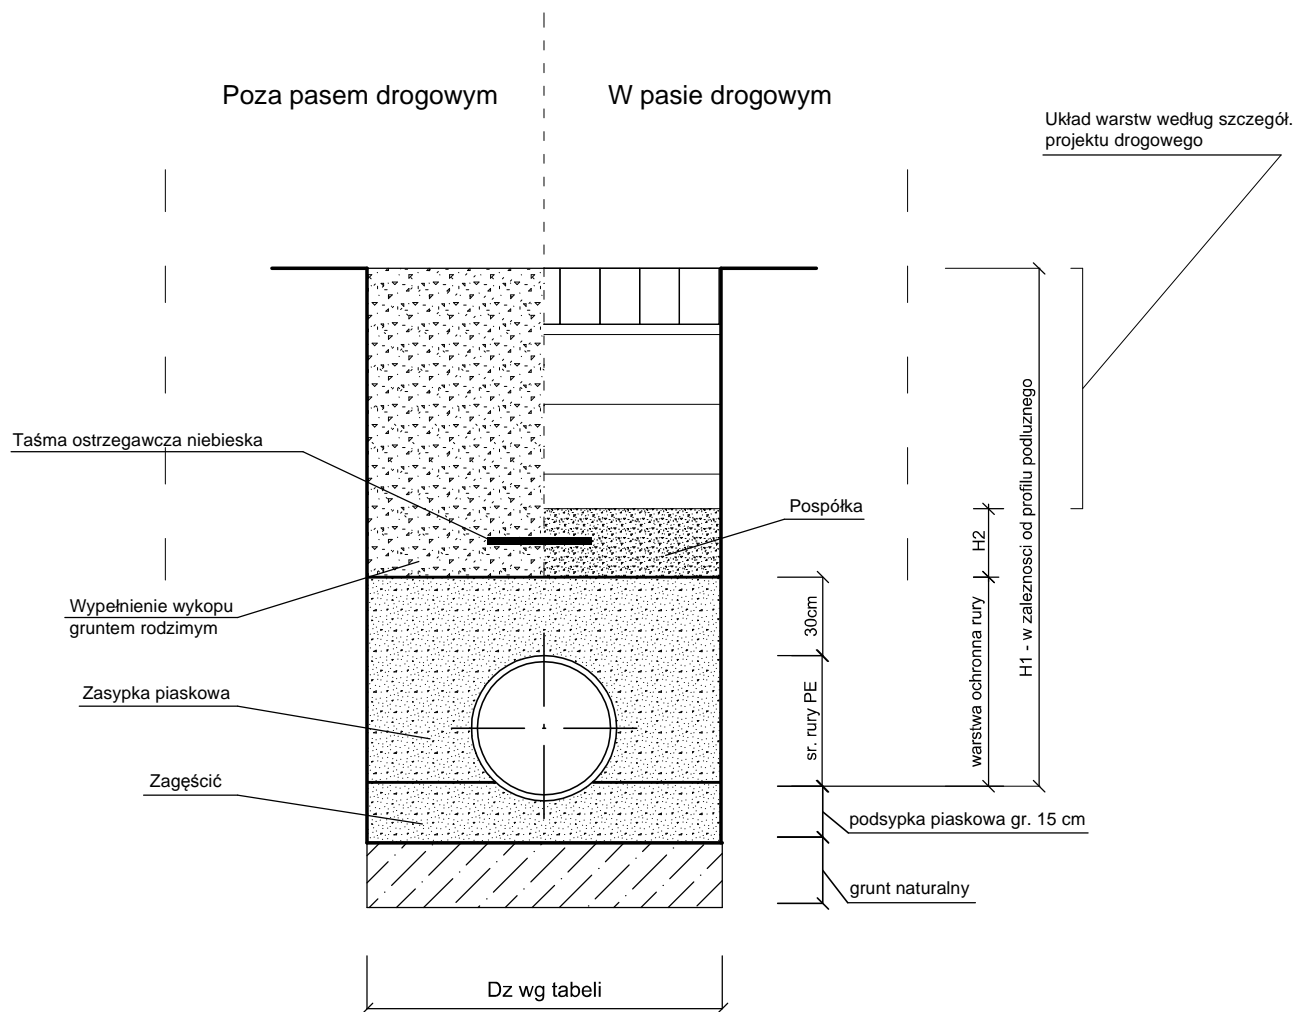 Poza pasem drogowym
W pasie drogowym
Układ warstw według szczegół.
projektu drogowego
Taśma ostrzegawcza niebieska
Pospółka
Wypełnienie wykopu
gruntem rodzimym
Zasypka piaskowa
Zagęścić
30cm
sr. rury PE
H2
warstwa ochronna rury
H1 - w zaleznosci od profilu podluznego
podsypka piaskowa gr. 15 cm
grunt naturalny
Dz wg tabeli